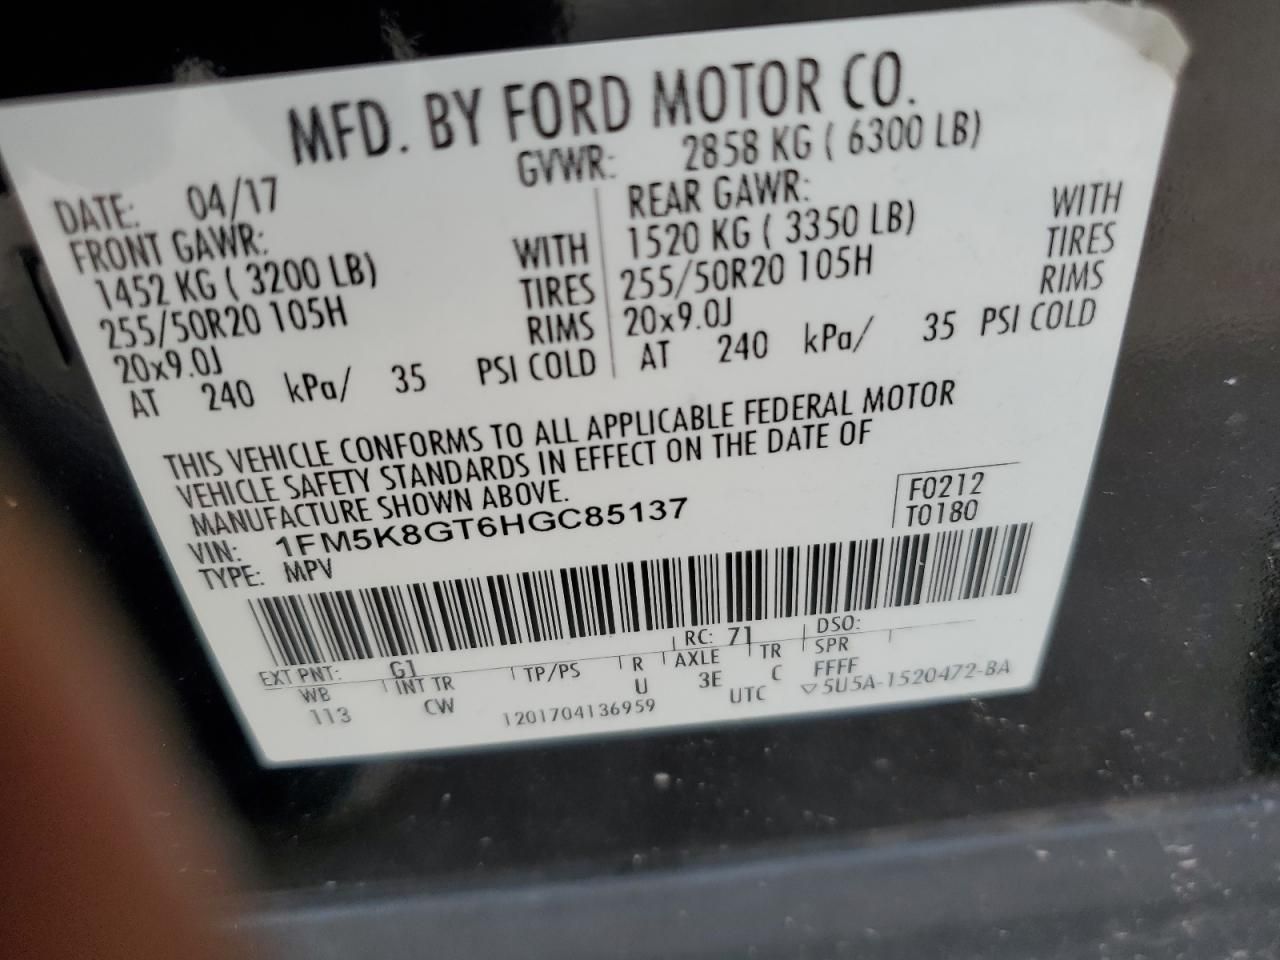 MFD. BY FORD MOTOR CO.
DATE: 04/17 GVWR: 2858 KG ( 6300 LB)
FRONT GAWR: REAR GAWR:
1452 KG ( 3200 LB) WITH 1520 KG ( 3350 LB) WITH
255/50R20 105H TIRES 255/50R20 105H TIRES
20x9.0J RIMS 20x9.0J RIMS
AT 240 kPa/ 35 PSI COLD AT 240 kPa/ 35 PSI COLD
THIS VEHICLE CONFORMS TO ALL APPLICABLE FEDERAL MOTOR
VEHICLE SAFETY STANDARDS IN EFFECT ON THE DATE OF
MANUFACTURE SHOWN ABOVE.
VIN: 1FM5K8GT6HGC85137 F0212
TYPE: MPV T0180
EXT PNT: G1 RC: 71 DSO:
WB INT TR TP/PS R AXLE TR SPR
113 CW U 3E C FFFF
1201704136959 UTC ▽5U5A-1520472-BA